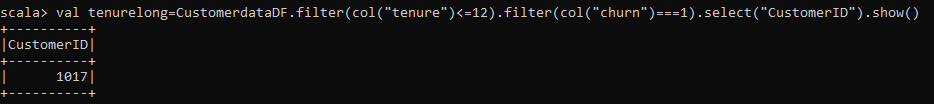 scala> val tenurelong=CustomerdataDF.filter(col("tenure")<=12).filter(col("churn")===1).select("CustomerID").show()
+----------+
|CustomerID|
+----------+
|      1017|
+----------+